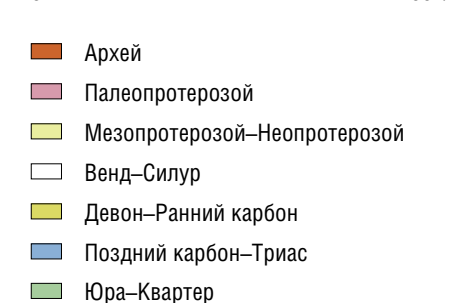 Архей
Палеопротерозой
Мезопротерозой–Неопротерозой
Венд–Силур
Девон–Ранний карбон
Поздний карбон–Триас
Юра–Квартер